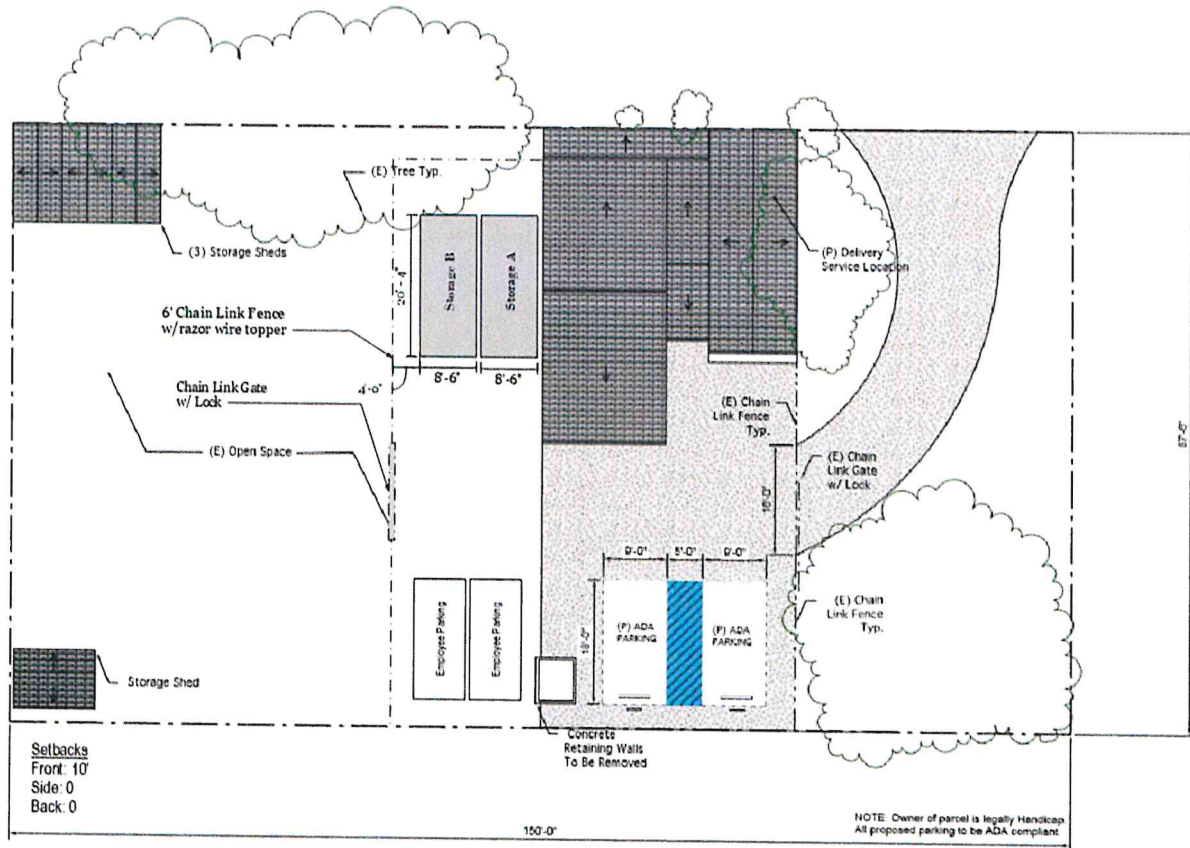 (E) Tree Typ.
(3) Storage Sheds
(P) Delivery
Service Location
20'-4"
Storage B
Storage A
6' Chain Link Fence
w/razor wire topper
4'-0"
8'-6"
8'-6"
Chain Link Gate
w/ Lock
(E) Chain
Link Fence
Typ.
87'-6"
(E) Open Space
(E) Chain
Link Gate
w/ Lock
16'-0"
9'-0"
5'-0"
9'-0"
Employee Parking
Employee Parking
18'-0"
(P) ADA
PARKING
(P) ADA
PARKING
(E) Chain
Link Fence
Typ.
Storage Shed
Concrete
Retaining Walls
To Be Removed
Setbacks
Front: 10'
Side: 0
Back: 0
150'-0"
NOTE: Owner of parcel is legally Handicap.
All proposed parking to be ADA compliant.